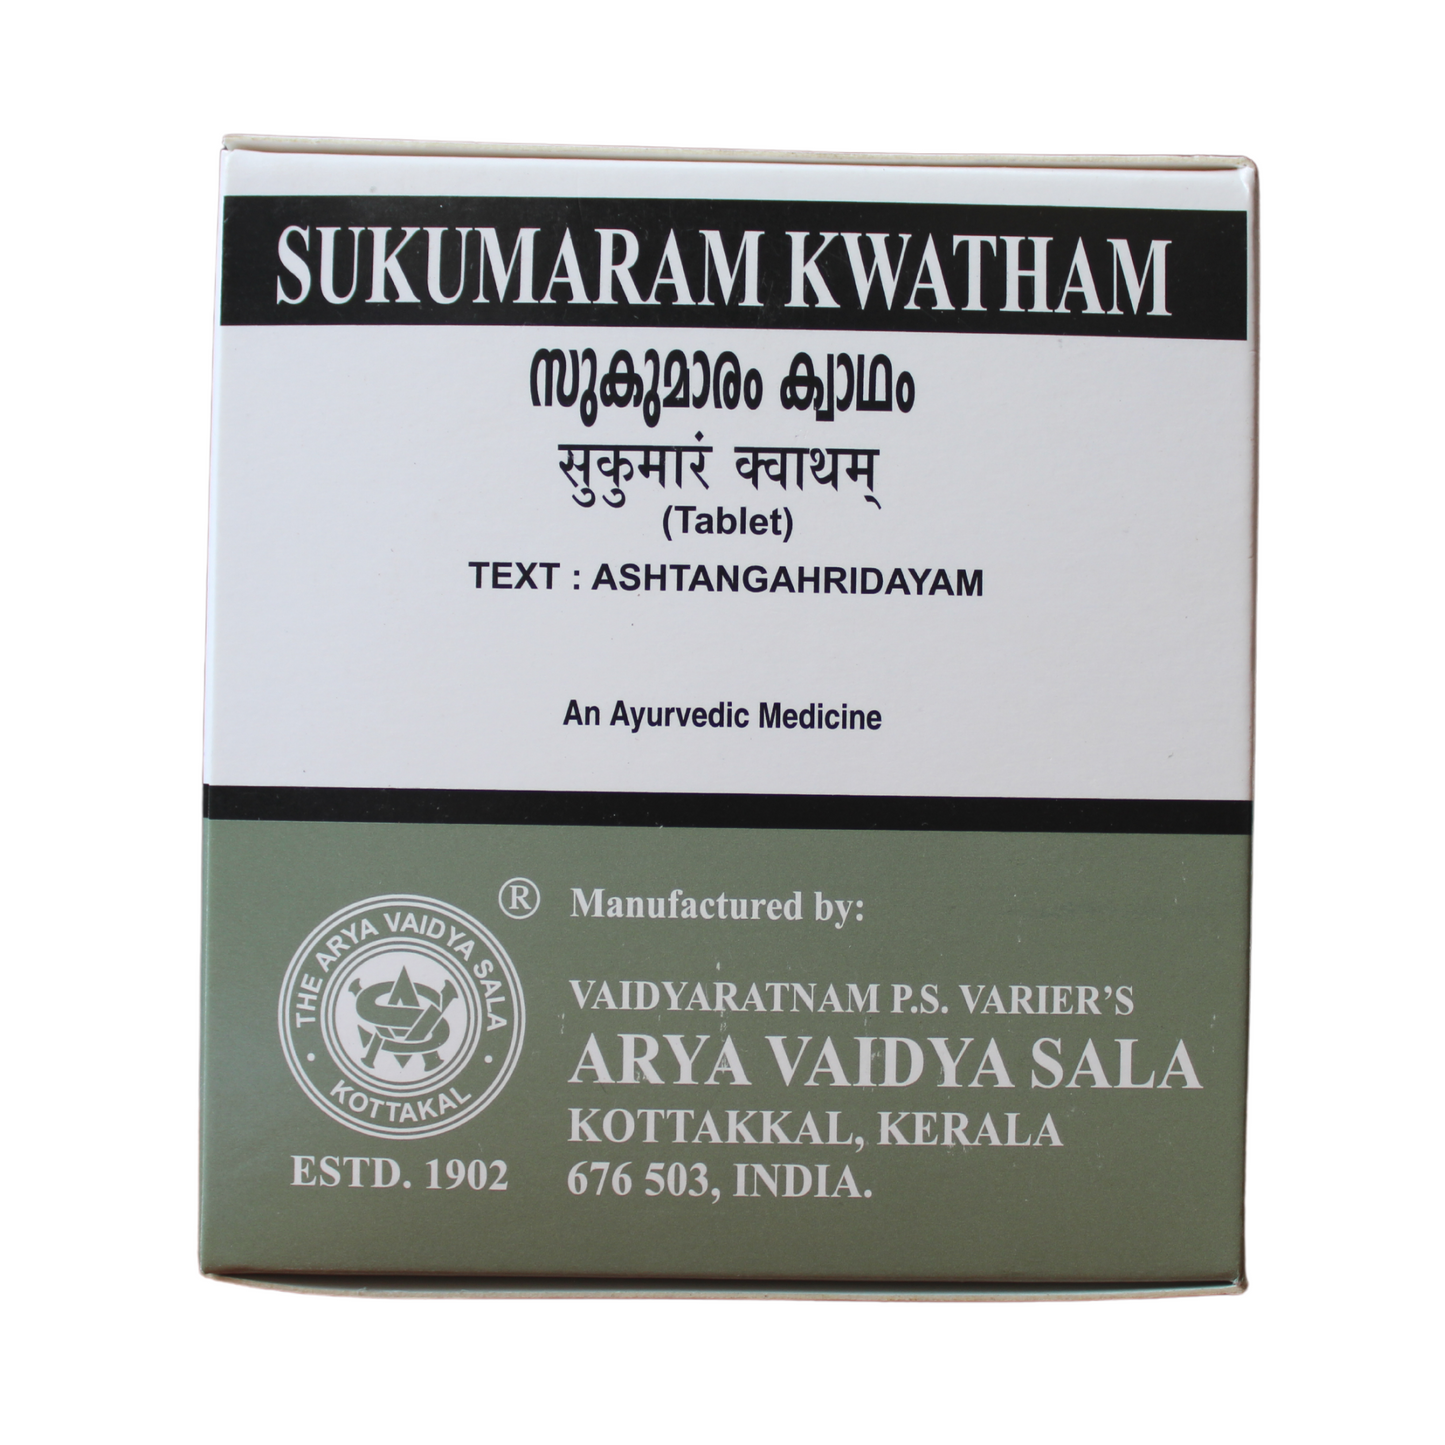 SUKUMARAM KWATHAM
സുകുമാരം ക്വാഥം
सुकुमारं क्वाथम्
(Tablet)
TEXT : ASHTANGAHRIDAYAM
An Ayurvedic Medicine
®
THE ARYA VAIDYA SALA
• KOTTAKAL •
ESTD. 1902
Manufactured by:
VAIDYARATNAM P.S. VARIER'S
ARYA VAIDYA SALA
KOTTAKKAL, KERALA
676 503, INDIA.